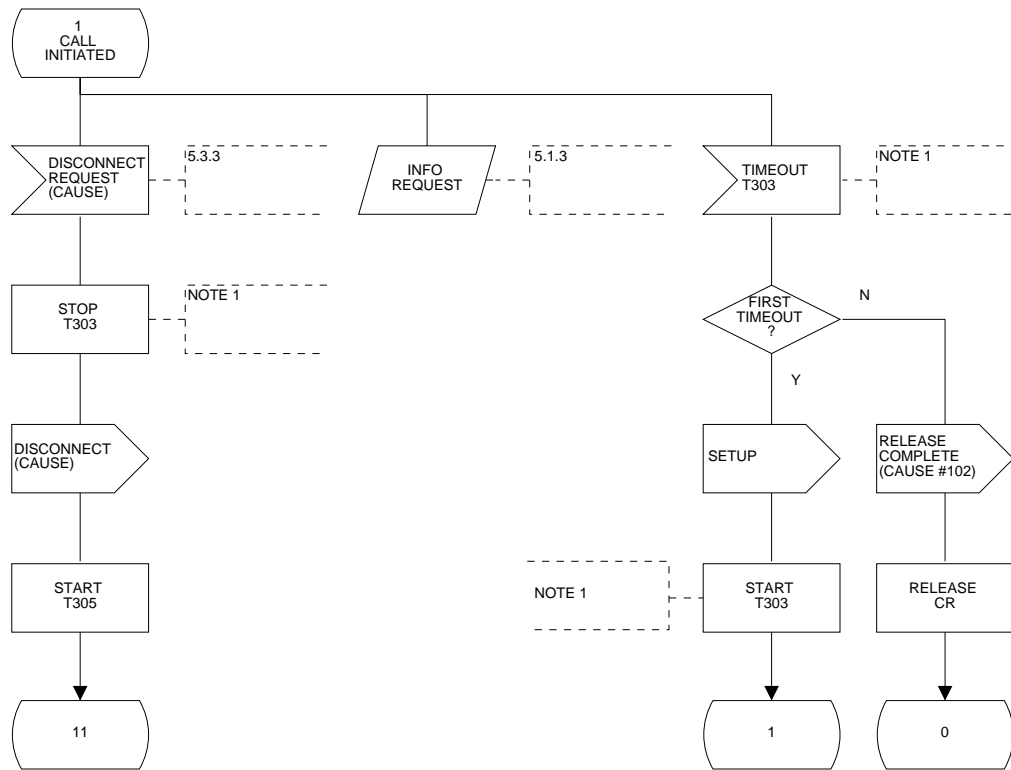 1
CALL
INITIATED
DISCONNECT
REQUEST
(CAUSE)
5.3.3
INFO
REQUEST
5.1.3
TIMEOUT
T303
NOTE 1
STOP
T303
NOTE 1
FIRST
TIMEOUT
?
N
Y
DISCONNECT
(CAUSE)
SETUP
RELEASE
COMPLETE
(CAUSE #102)
START
T305
NOTE 1
START
T303
RELEASE
CR
11
1
0